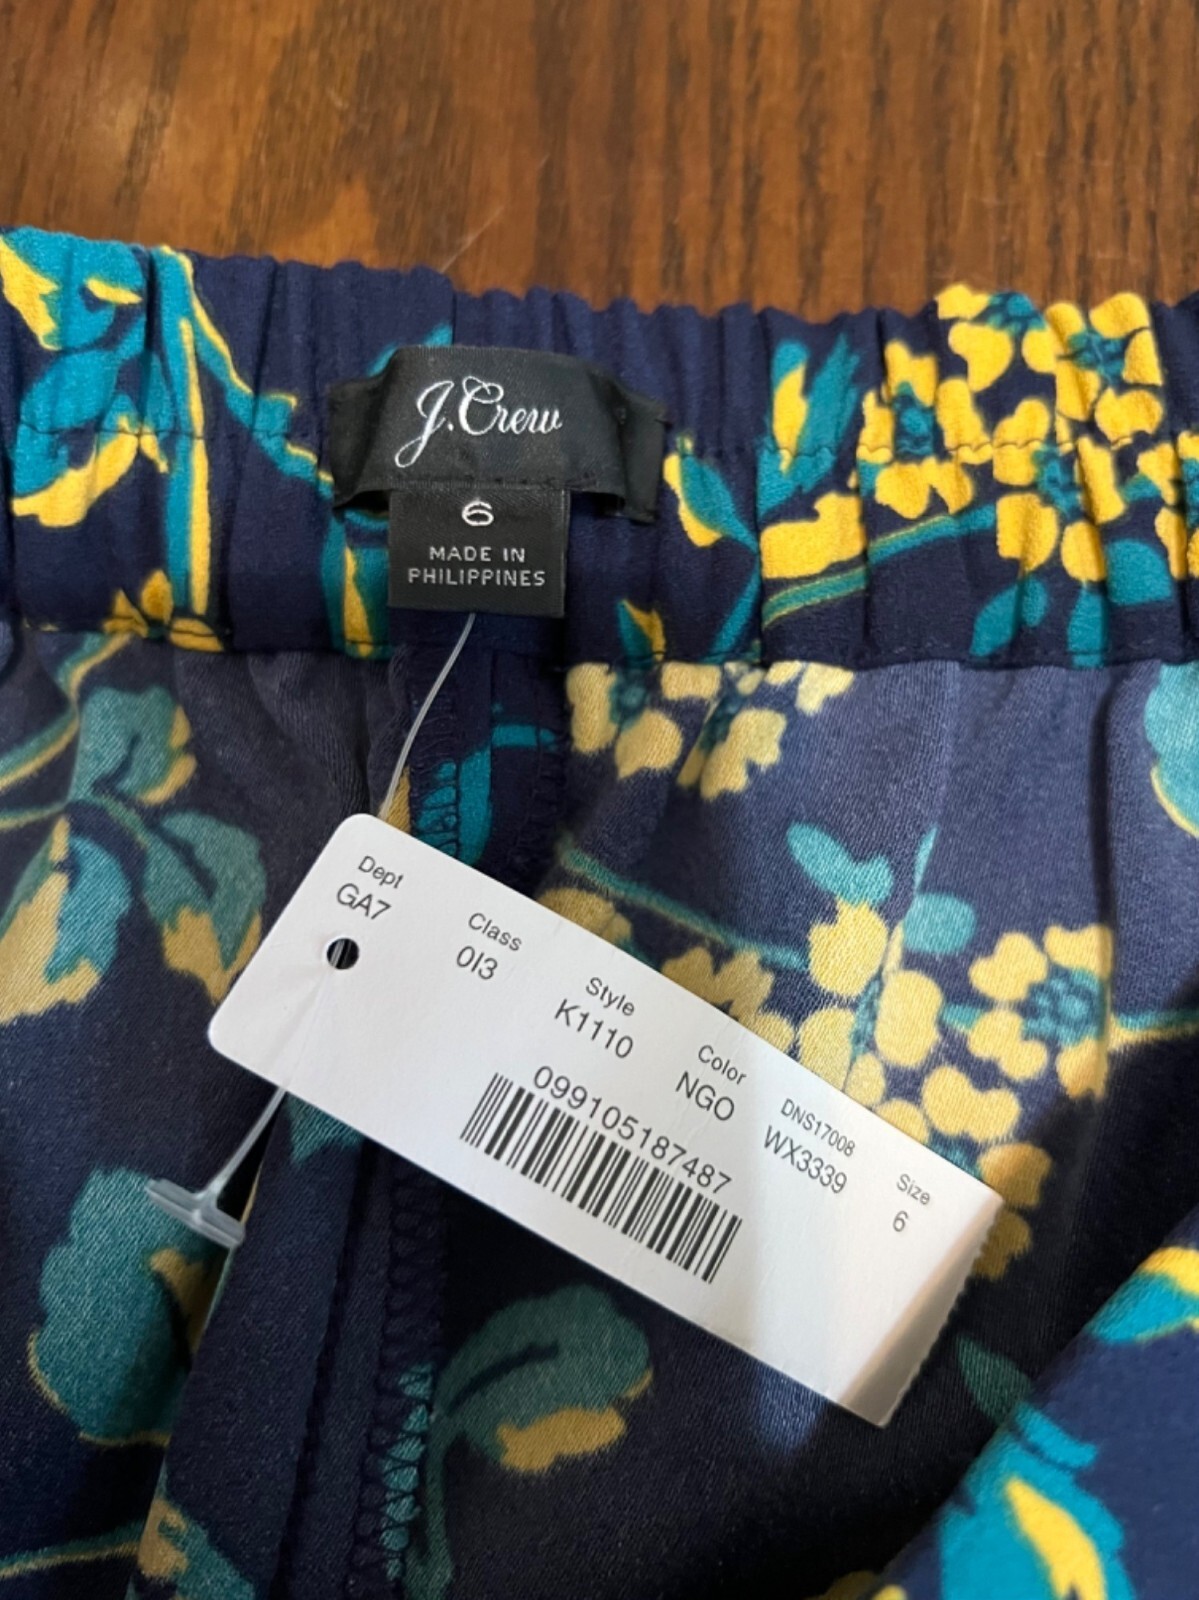 J.Crew
6
MADE IN
PHILIPPINES
Dept Class Style Color DNS17008 Size
GA7 0I3 K1110 NGO WX3339 6
099105187487